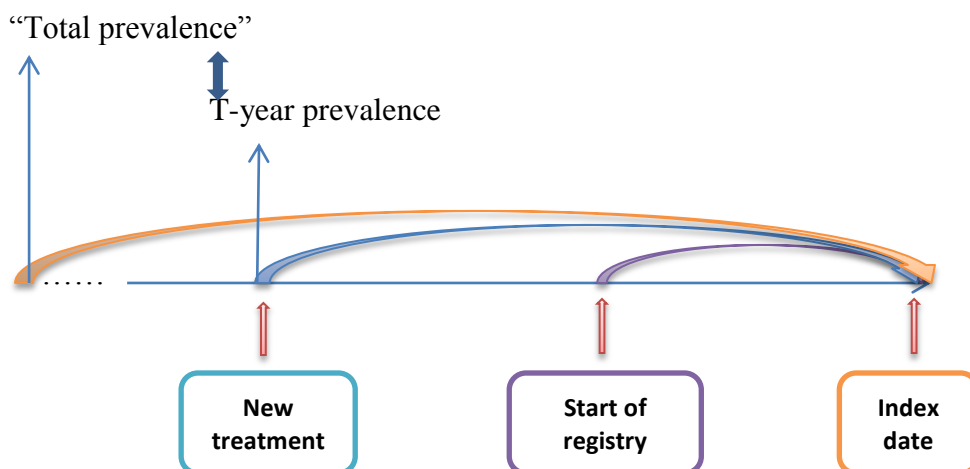 “Total prevalence”
T-year prevalence
......
New
treatment
Start of
registry
Index
date